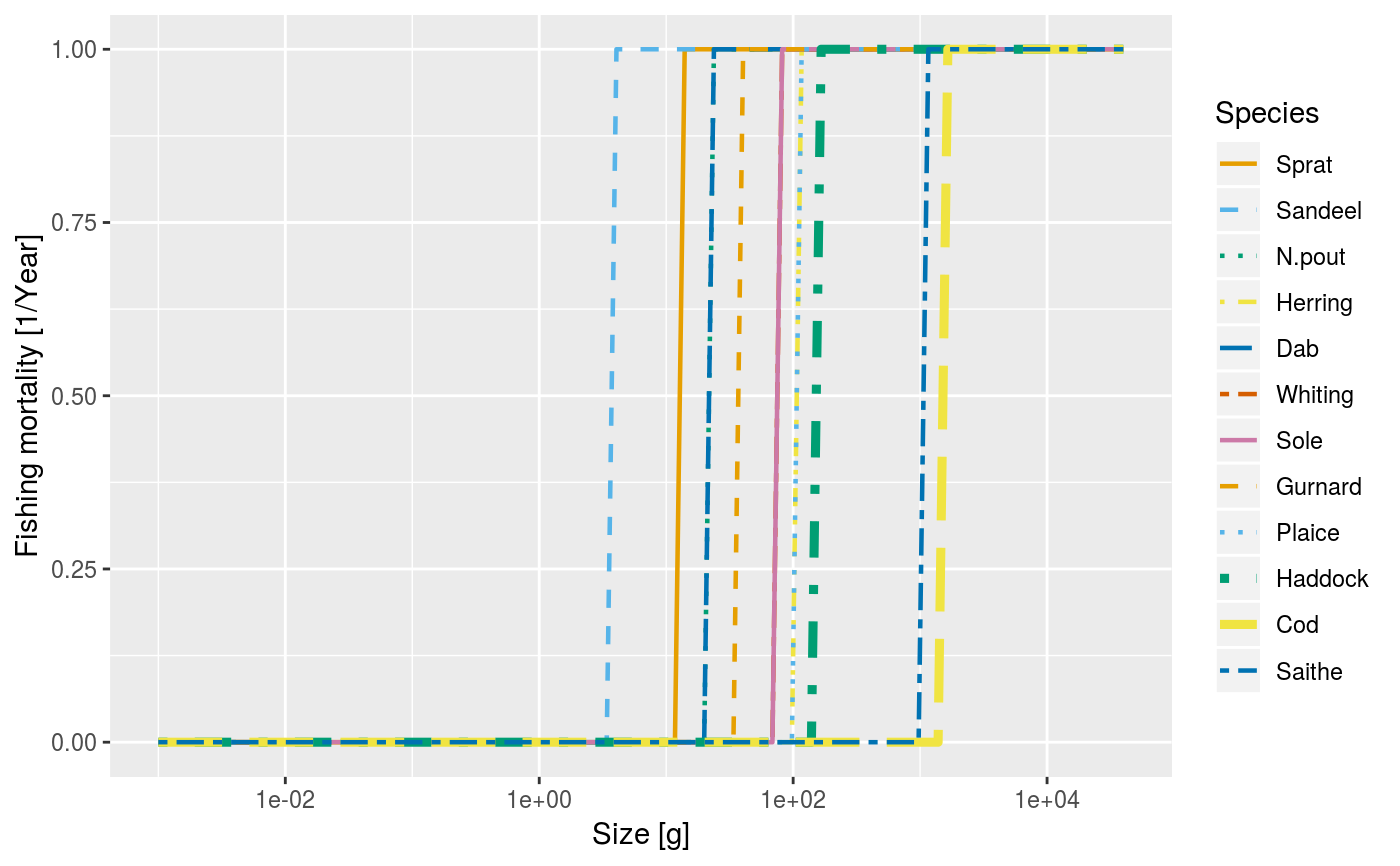 1.00
0.75
0.50
0.25
0.00
Fishing mortality [1/Year]
1e-02
1e+00
1e+02
1e+04
Size [g]
Species
Sprat
Sandeel
N.pout
Herring
Dab
Whiting
Sole
Gurnard
Plaice
Haddock
Cod
Saithe